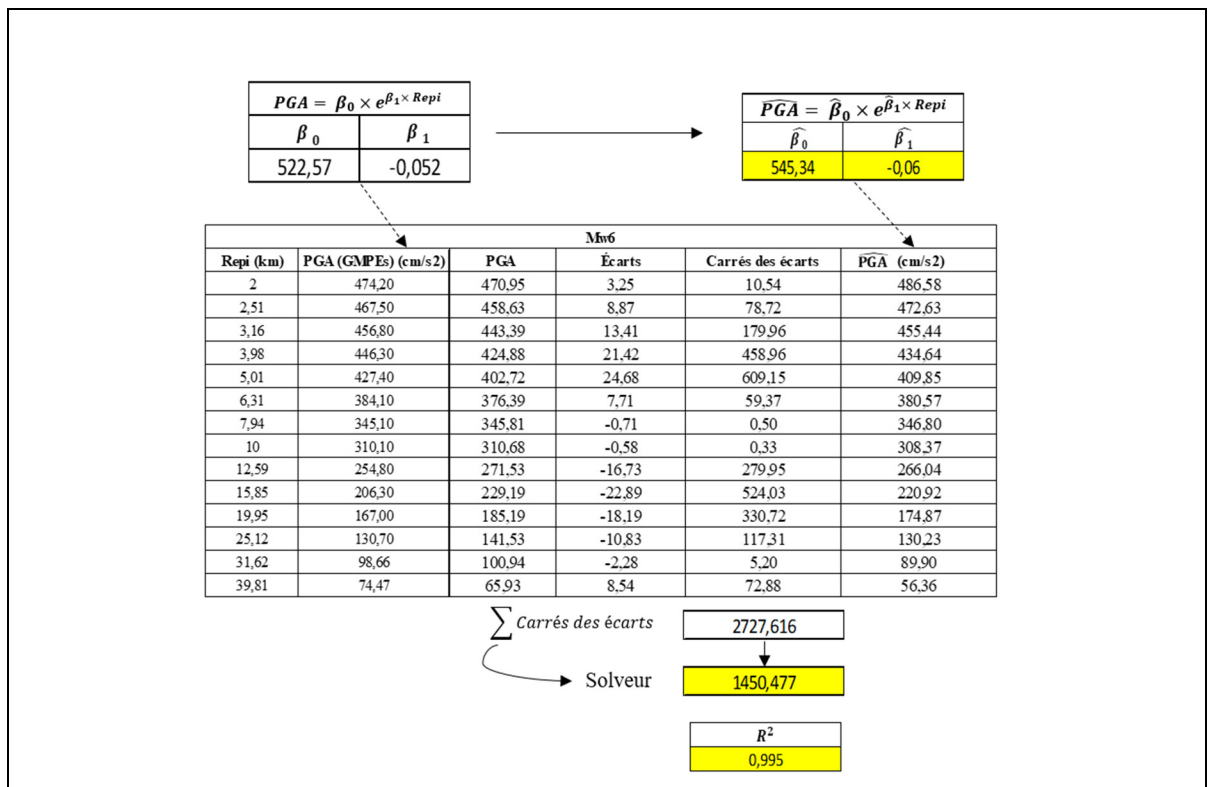 PGA = β₀ × e^(β₁ × Repi)
β₀ β₁
522,57 -0,052
P͡GA = β̂₀ × e^(β̂₁ × Repi)
β̂₀ β̂₁
545,34 -0,06
Mw6
Repi (km) PGA (GMPEs) (cm/s2) PGA Écarts Carrés des écarts P͡GA (cm/s2)
2 474,20 470,95 3,25 10,54 486,58
2,51 467,50 458,63 8,87 78,72 472,63
3,16 456,80 443,39 13,41 179,96 455,44
3,98 446,30 424,88 21,42 458,96 434,64
5,01 427,40 402,72 24,68 609,15 409,85
6,31 384,10 376,39 7,71 59,37 380,57
7,94 345,10 345,81 -0,71 0,50 346,80
10 310,10 310,68 -0,58 0,33 308,37
12,59 254,80 271,53 -16,73 279,95 266,04
15,85 206,30 229,19 -22,89 524,03 220,92
19,95 167,00 185,19 -18,19 330,72 174,87
25,12 130,70 141,53 -10,83 117,31 130,23
31,62 98,66 100,94 -2,28 5,20 89,90
39,81 74,47 65,93 8,54 72,88 56,36
∑ Carrés des écarts 2727,616
Solveur 1450,477
R²
0,995